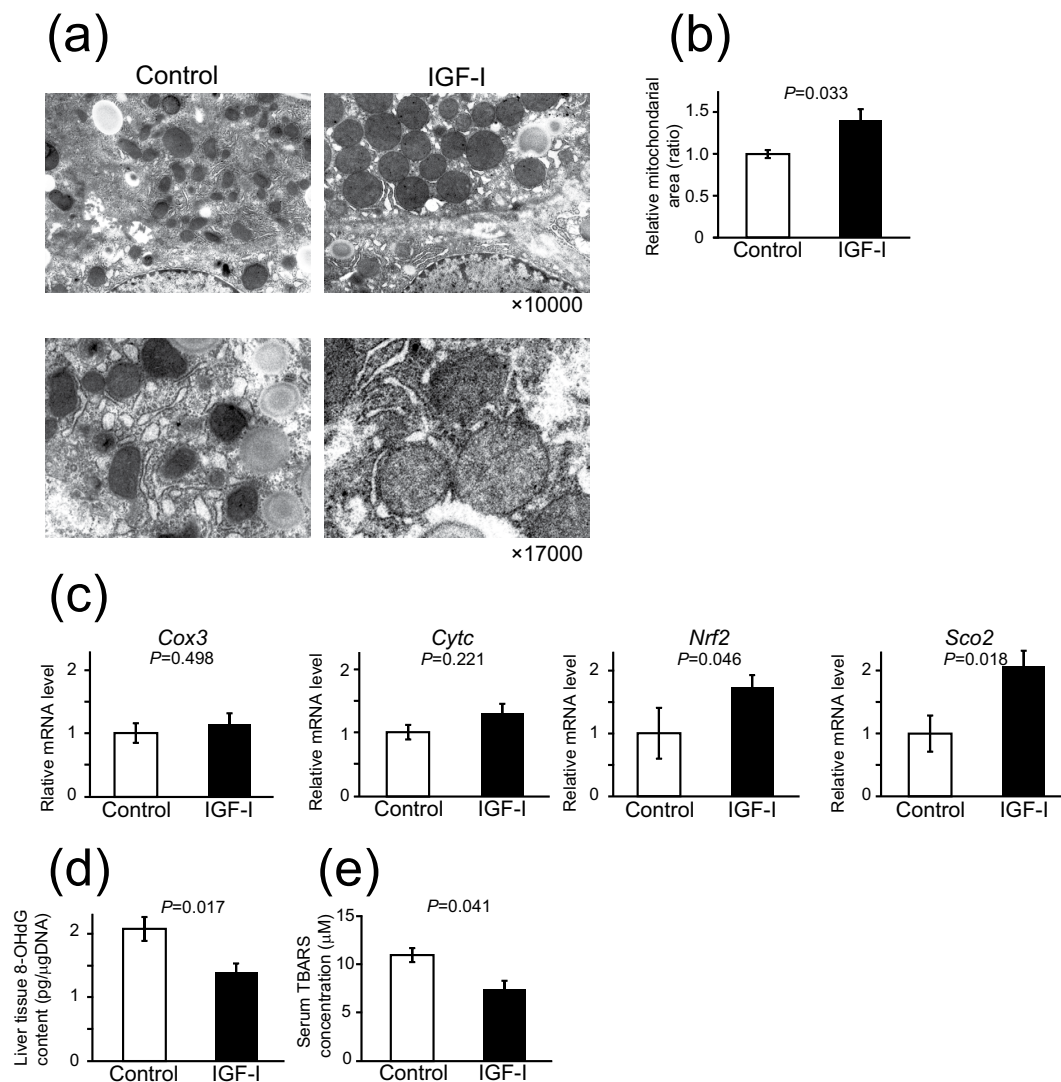 (a)
Control
IGF-I
×10000
×17000
(b)
P=0.033
Relative mitochondarial
area (ratio)
1.5
1.0
0.5
0
Control
IGF-I
(c)
Cox3
P=0.498
Rlative mRNA level
2
1
0
Control
IGF-I
Cytc
P=0.221
Relative mRNA level
2
1
0
Control
IGF-I
Nrf2
P=0.046
Relative mRNA level
2
1
0
Control
IGF-I
Sco2
P=0.018
Relative mRNA level
2
1
0
Control
IGF-I
(d)
P=0.017
Liver tissue 8-OHdG
content (pg/μgDNA)
2
1
0
Control
IGF-I
(e)
P=0.041
Serum TBARS
concentration (μM)
15
10
5
0
Control
IGF-I